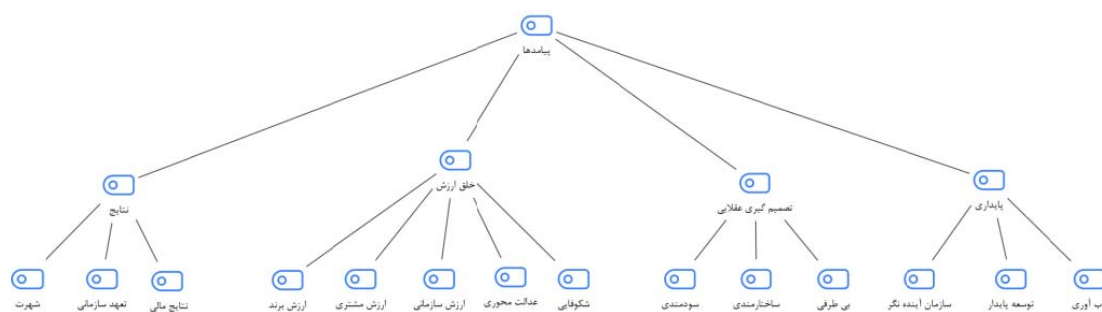 پیامدها
خلق ارزش
پایداری
تصمیم گیری عقلایی
نتایج
توسعه پایدار
سازمان آینده نگر
بی طرفی
ساختارمندی
سودمندی
شکوفایی
عدالت محوری
ارزش سازمانی
ارزش مشتری
ارزش برند
نتایج مالی
تعهد سازمانی
شهرت